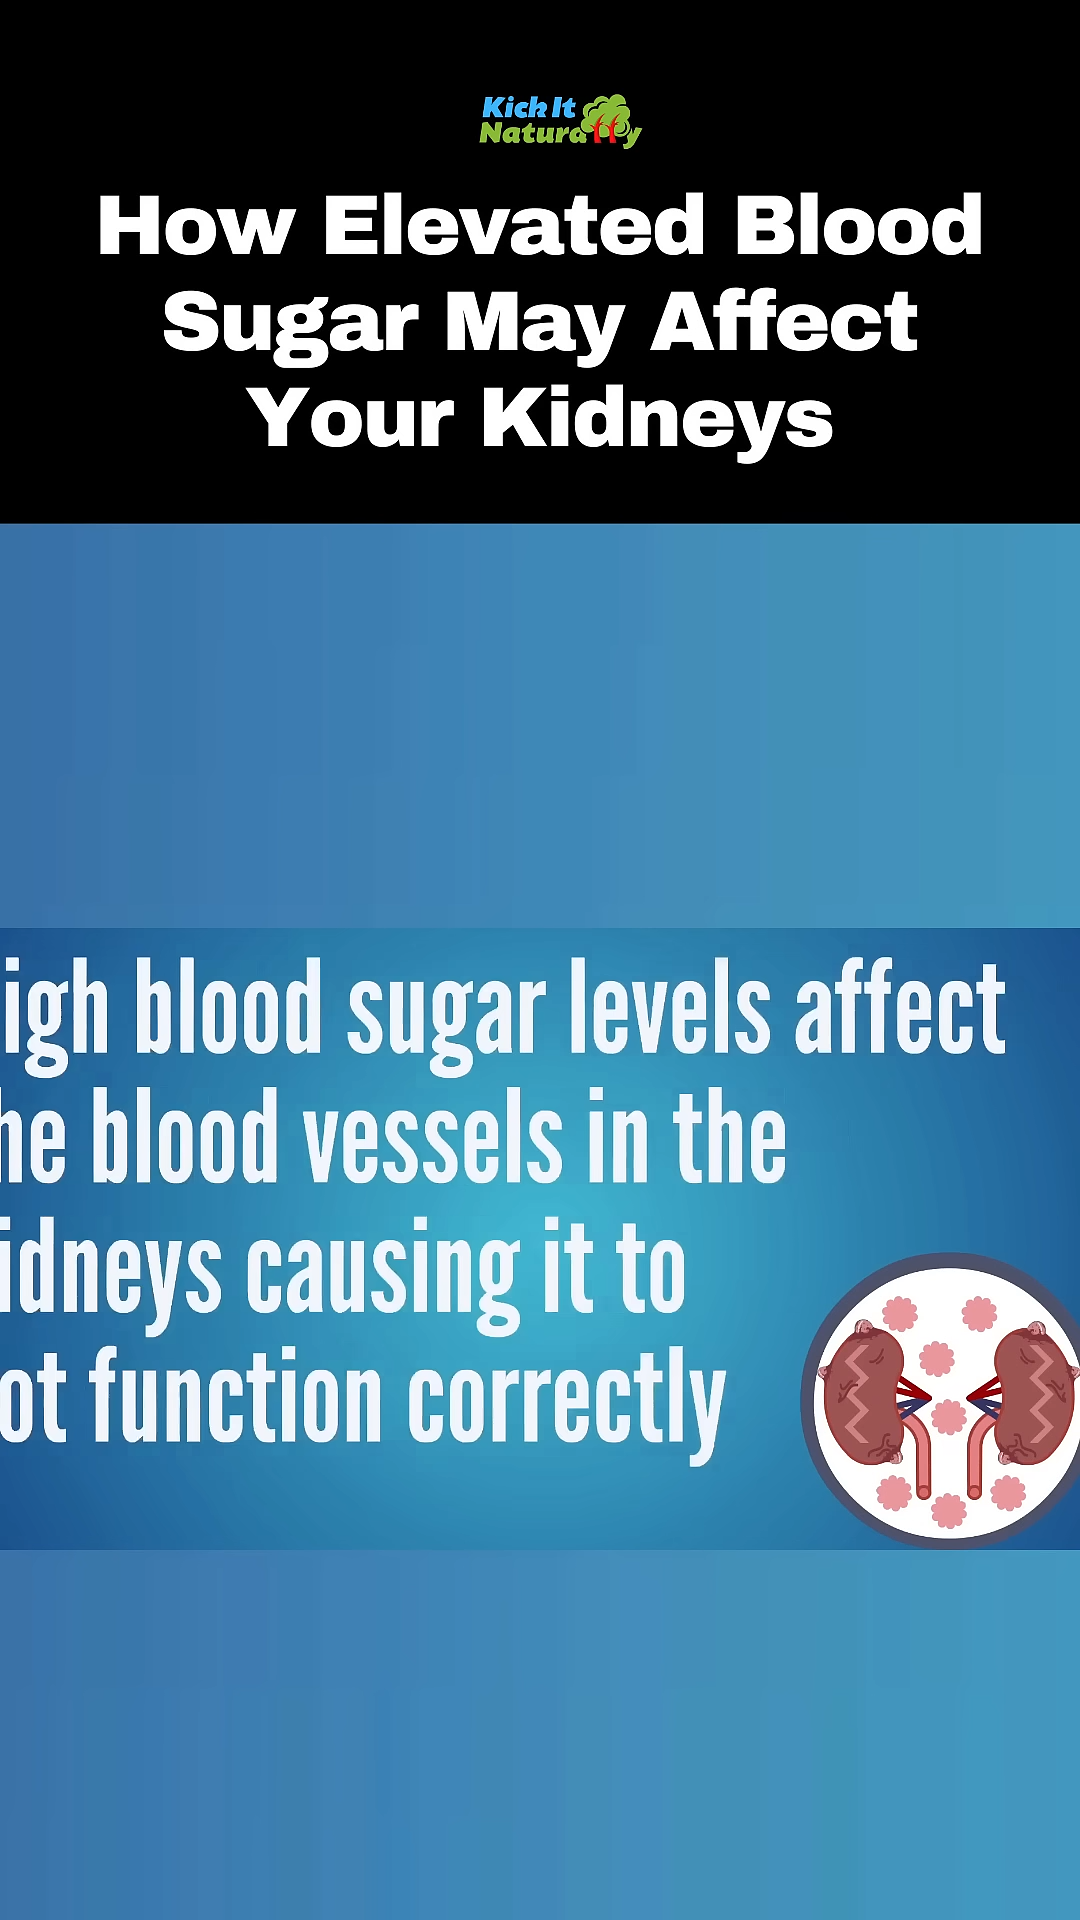 Kick It
Naturally
How Elevated Blood
Sugar May Affect
Your Kidneys
igh blood sugar levels affect
he blood vessels in the
idneys causing it to
ot function correctly